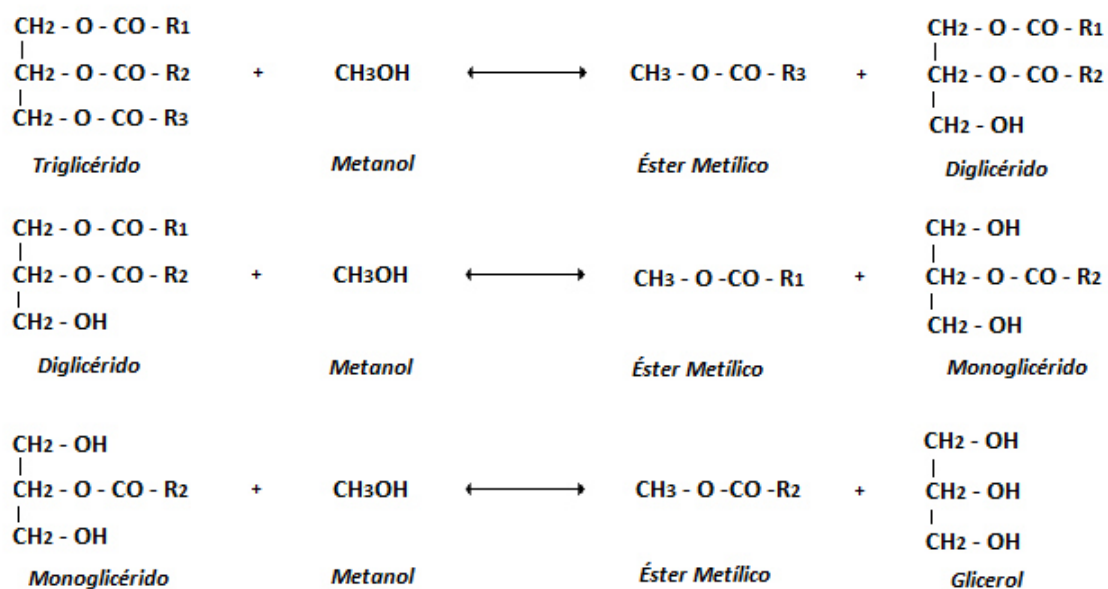 CH2 - O - CO - R1
CH2 - O - CO - R2 + CH3OH CH3 - O - CO - R3 +
CH2 - O - CO - R3
CH2 - O - CO - R1
CH2 - O - CO - R2
CH2 - OH
Triglicérido Metanol Éster Metílico Diglicérido
CH2 - O - CO - R1
CH2 - O - CO - R2 + CH3OH CH3 - O -CO - R1 +
CH2 - OH
CH2 - OH
CH2 - O - CO - R2
CH2 - OH
Diglicérido Metanol Éster Metílico Monoglicérido
CH2 - OH
CH2 - O - CO - R2 + CH3OH CH3 - O -CO -R2 +
CH2 - OH
CH2 - OH
CH2 - OH
CH2 - OH
Monoglicérido Metanol Éster Metílico Glicerol